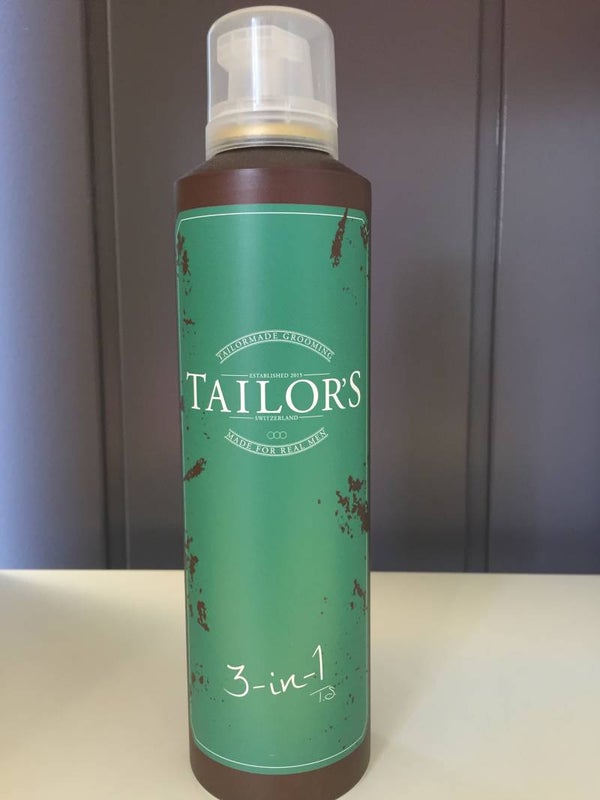 TAILORMADE GROOMING
ESTABLISHED 2015
TAILOR'S
SWITZERLAND
MADE FOR REAL MEN
3-in-1
T.S